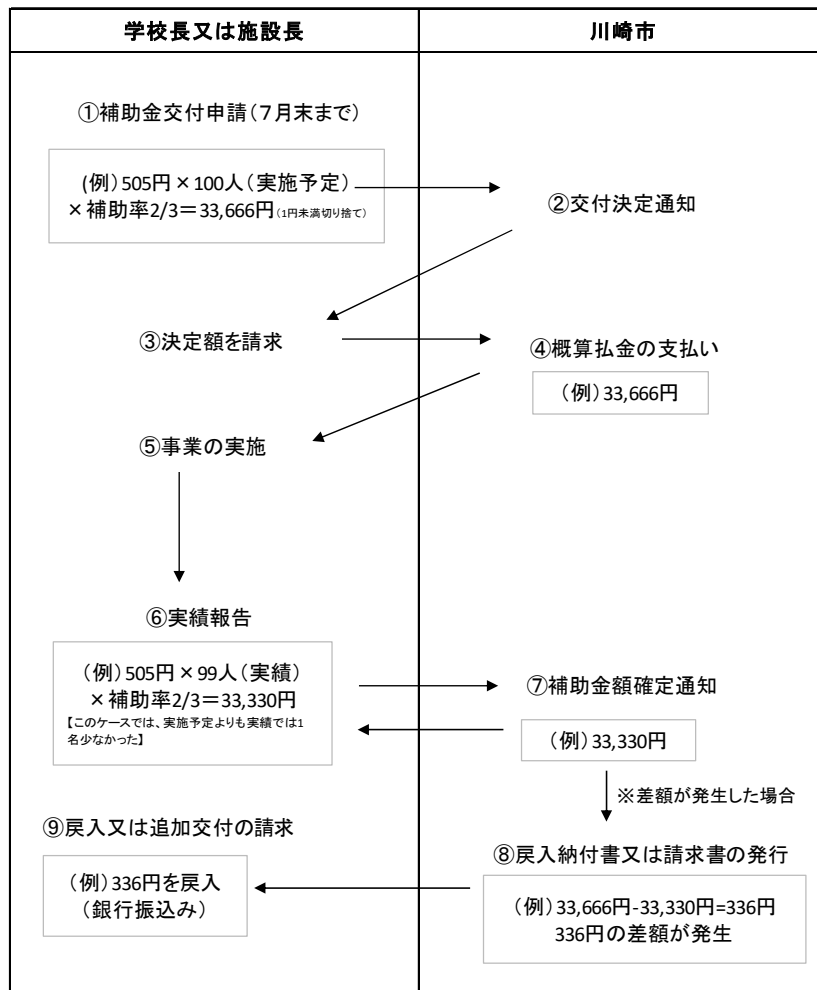 学校長又は施設長
川崎市
①補助金交付申請(7月末まで)
(例)505円×100人(実施予定)
×補助率2/3=33,666円(1円未満切り捨て)
②交付決定通知
③決定額を請求
④概算払金の支払い
(例)33,666円
⑤事業の実施
⑥実績報告
(例)505円×99人(実績)
×補助率2/3=33,330円
【このケースでは、実施予定よりも実績では1
名少なかった】
⑦補助金額確定通知
(例)33,330円
※差額が発生した場合
⑧戻入納付書又は請求書の発行
(例)33,666円-33,330円=336円
336円の差額が発生
⑨戻入又は追加交付の請求
(例)336円を戻入
(銀行振込み)